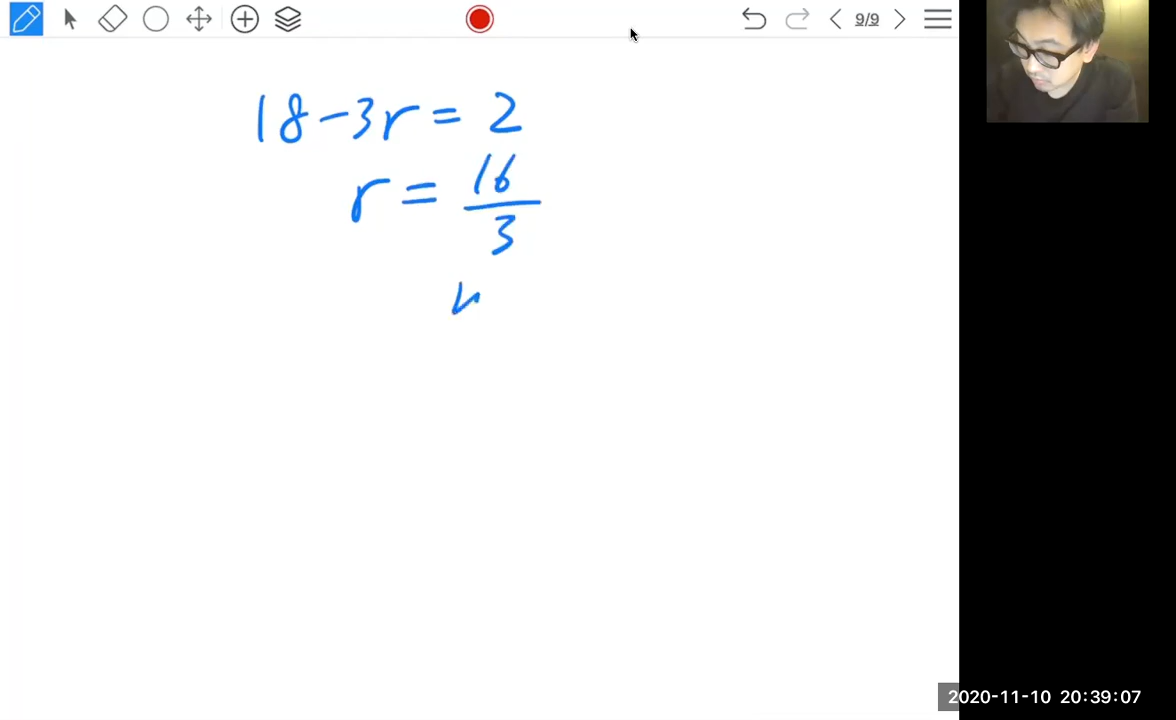 9/9
18-3r = 2
r = 16/3
2020-11-10 20:39:07